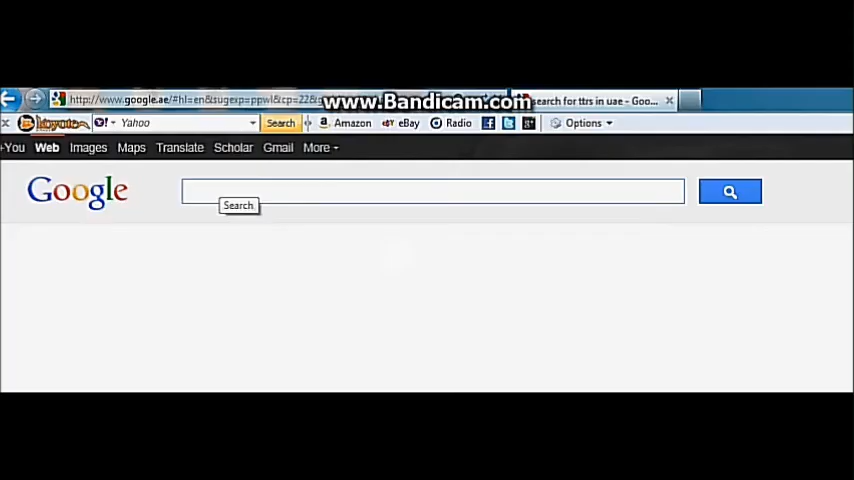 http://www.google.ae/#hl=en&sugexp=ppwl&cp=22&g
www.Bandicam.com
search for ttrs in uae - Goo... ×
x Yahoo Search Amazon eBay Radio Options
+You Web Images Maps Translate Scholar Gmail More
Google
Search